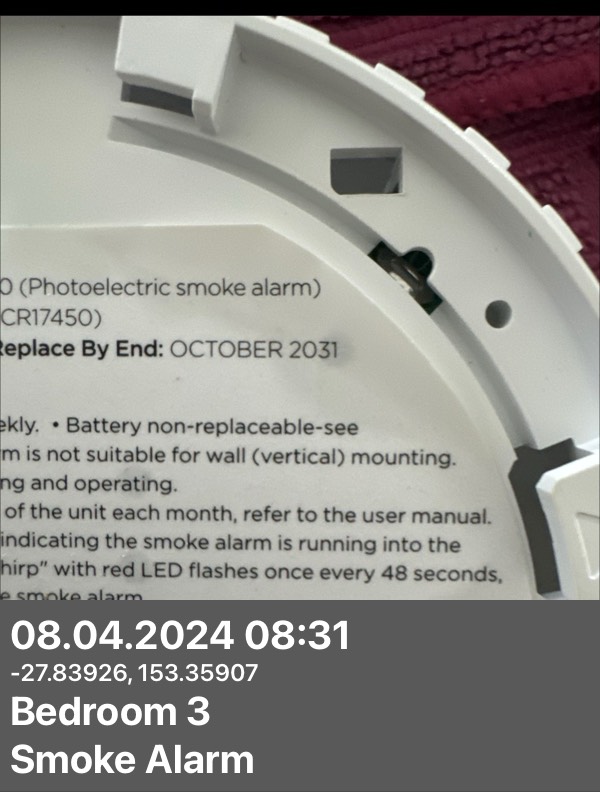 0 (Photoelectric smoke alarm)
CR17450)
Replace By End: OCTOBER 2031
ekly. • Battery non-replaceable-see
m is not suitable for wall (vertical) mounting.
ng and operating.
of the unit each month, refer to the user manual.
indicating the smoke alarm is running into the
hirp" with red LED flashes once every 48 seconds,
e smoke alarm
08.04.2024 08:31
-27.83926, 153.35907
Bedroom 3
Smoke Alarm